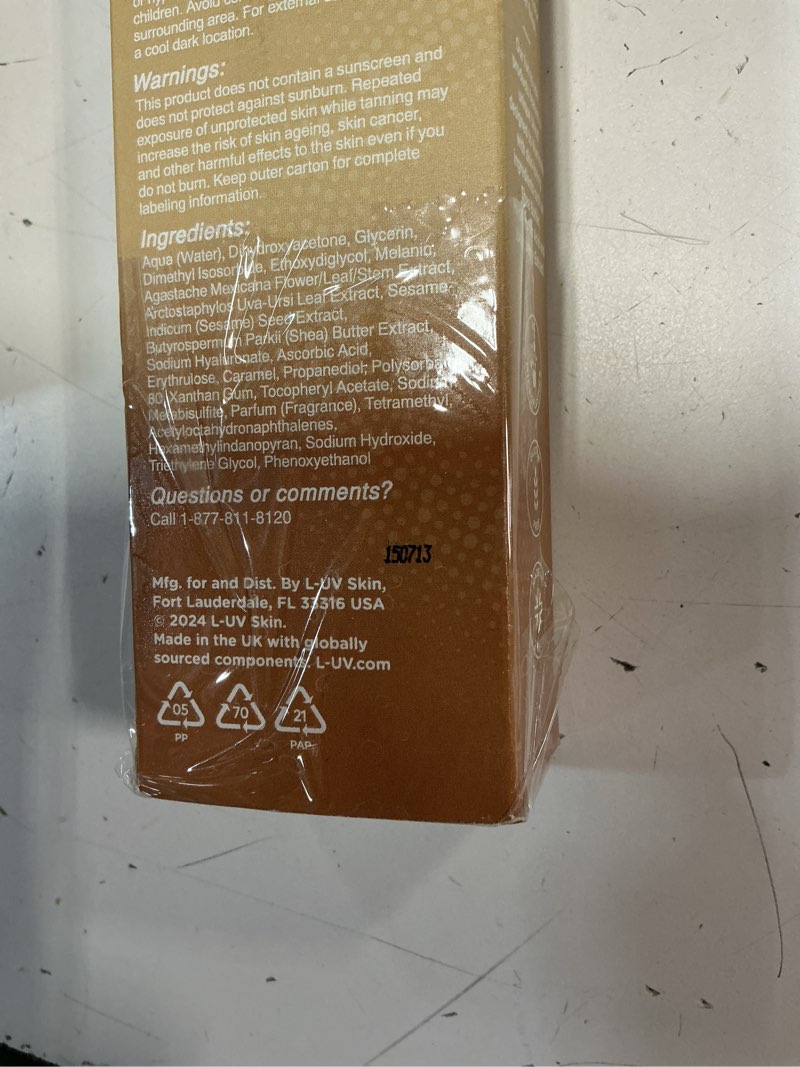 children. Avoid
surrounding area. For external
a cool dark location.
Warnings:
This product does not contain a sunscreen and
does not protect against sunburn. Repeated
exposure of unprotected skin while tanning may
increase the risk of skin ageing, skin cancer,
and other harmful effects to the skin even if you
do not burn. Keep outer carton for complete
labeling information.
Ingredients:
Aqua (Water), Dihydroxyacetone, Glycerin,
Dimethyl Isosorbide, Ethoxydiglycol, Melanin,
Agastache Mexicana Flower/Leaf/Stem Extract,
Arctostaphylos Uva-Ursi Leaf Extract, Sesame
Indicum (Sesame) Seed Extract,
Butyrospermum Parkii (Shea) Butter Extract,
Sodium Hyaluronate, Ascorbic Acid,
Erythrulose, Caramel, Propanediol, Polysorbate
80, Xanthan Gum, Tocopheryl Acetate, Sodium
Metabisulfite, Parfum (Fragrance), Tetramethyl
Acetyloctahydronaphthalenes,
Hexamethylindanopyran, Sodium Hydroxide,
Triethylene Glycol, Phenoxyethanol
Questions or comments?
Call 1-877-811-8120
150713
Mfg. for and Dist. By L-UV Skin,
Fort Lauderdale, FL 33316 USA
© 2024 L-UV Skin.
Made in the UK with globally
sourced components. L-UV.com
05 70 21
PP PAP